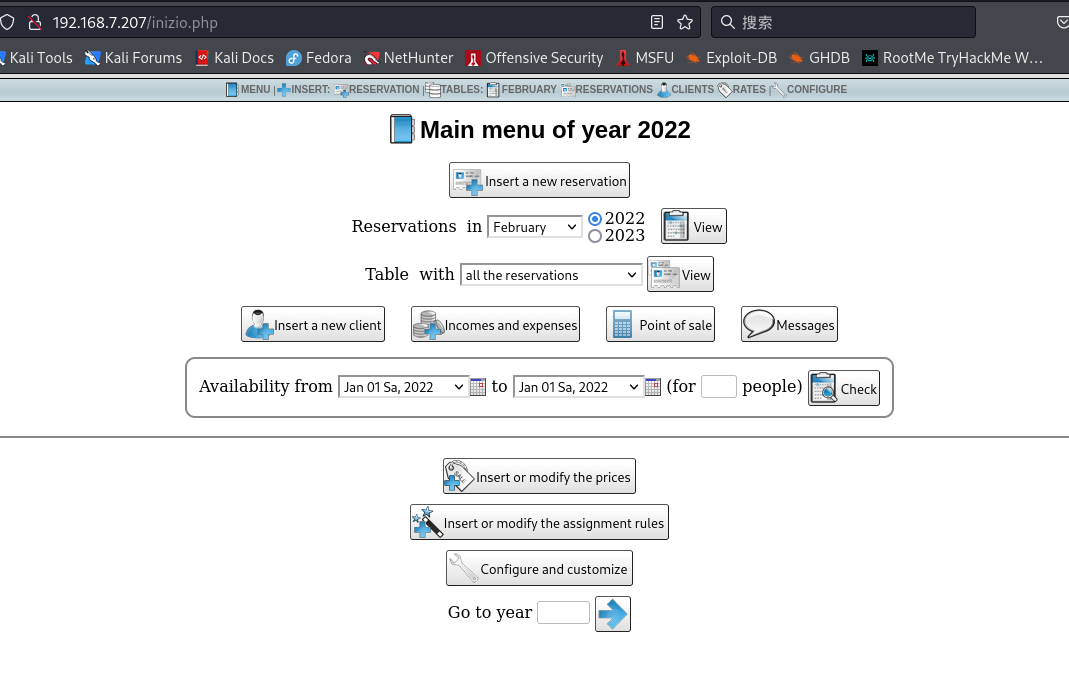 192.168.7.207/inizio.php 搜索
Kali Tools Kali Forums Kali Docs Fedora NetHunter Offensive Security MSFU Exploit-DB GHDB RootMe TryHackMe W…
MENU | INSERT: RESERVATION | TABLES: FEBRUARY RESERVATIONS CLIENTS RATES | CONFIGURE
Main menu of year 2022
Insert a new reservation
Reservations in February 2022 2023 View
Table with all the reservations View
Insert a new client Incomes and expenses Point of sale Messages
Availability from Jan 01 Sa, 2022 to Jan 01 Sa, 2022 (for people) Check
Insert or modify the prices
Insert or modify the assignment rules
Configure and customize
Go to year